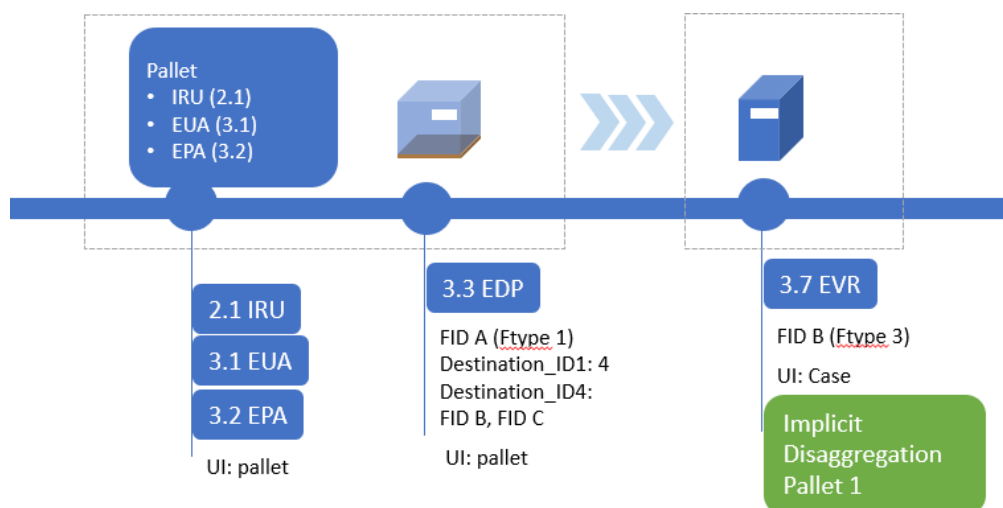 Pallet
• IRU (2.1)
• EUA (3.1)
• EPA (3.2)
2.1 IRU
3.1 EUA
3.2 EPA
UI: pallet
3.3 EDP
FID A (Ftype 1)
Destination_ID1: 4
Destination_ID4:
FID B, FID C
UI: pallet
3.7 EVR
FID B (Ftype 3)
UI: Case
Implicit
Disaggregation
Pallet 1